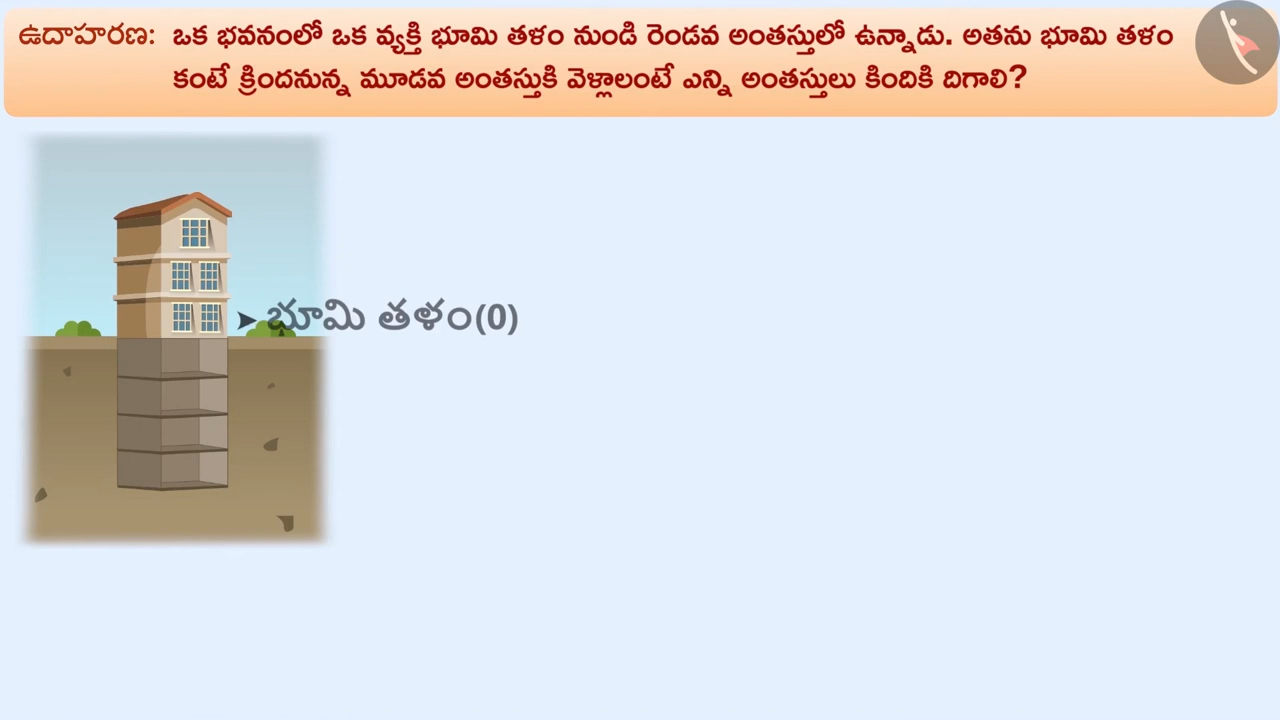 ఉదాహరణ: ఒక భవనంలో ఒక వ్యక్తి భూమి తళం నుండి రెండవ అంతస్తులో ఉన్నాడు. అతను భూమి తళం
కంటే క్రిందనున్న మూడవ అంతస్తుకి వెళ్లాలంటే ఎన్ని అంతస్తులు కిందికి దిగాలి?
➤ భూమి తళం(0)